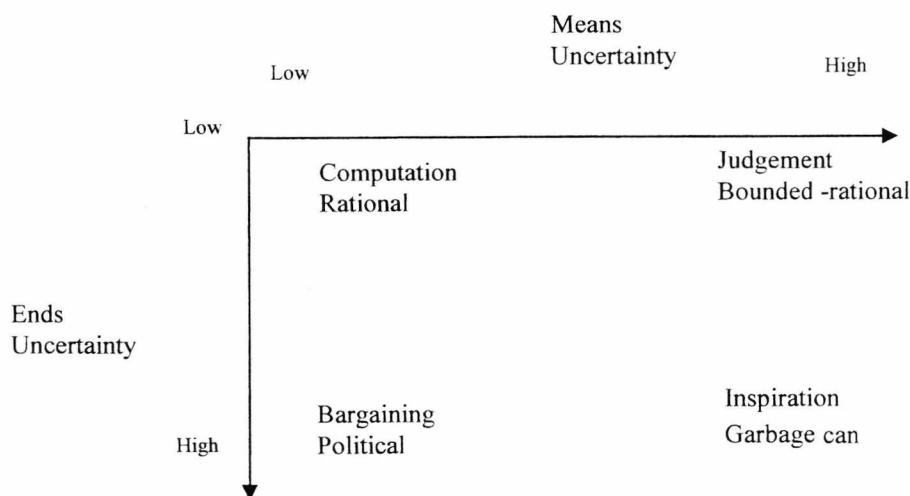 Means
Uncertainty
Low
High
Low
Computation
Rational
Judgement
Bounded -rational
Ends
Uncertainty
High
Bargaining
Political
Inspiration
Garbage can